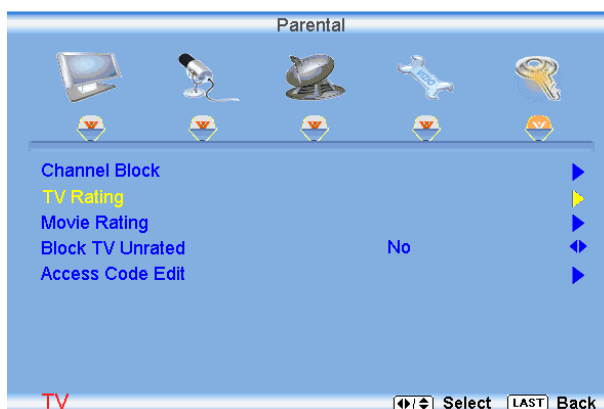 Parental
Channel Block
TV Rating
Movie Rating
Block TV Unrated No
Access Code Edit
TV Select LAST Back